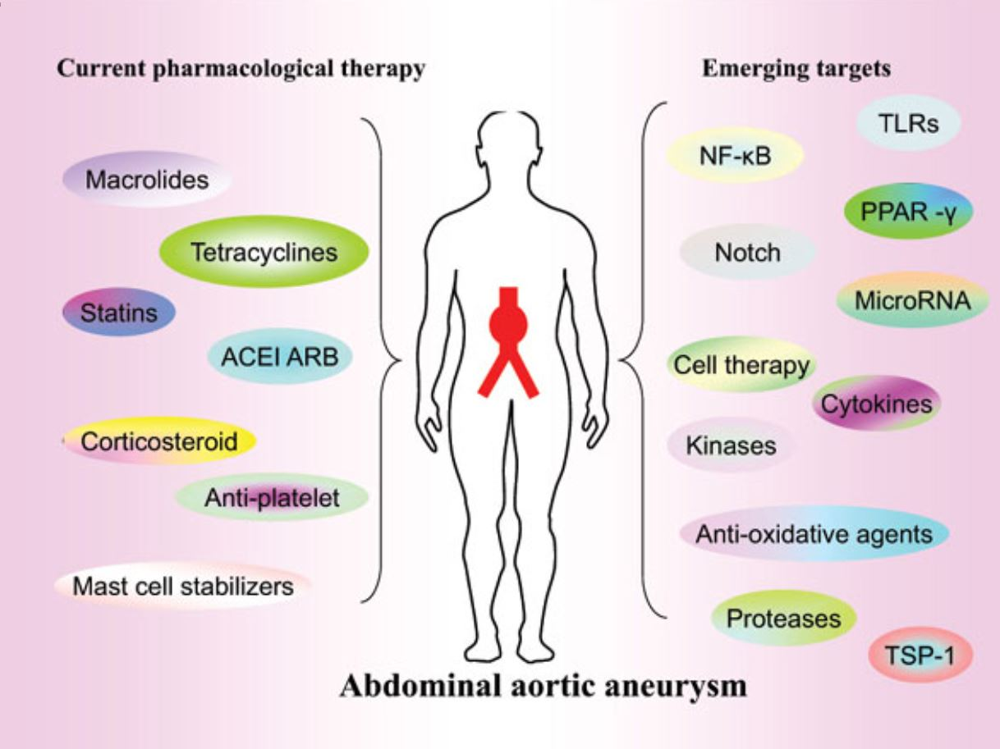 Current pharmacological therapy
Macrolides
Tetracyclines
Statins
ACEI ARB
Corticosteroid
Anti-platelet
Mast cell stabilizers
Emerging targets
TLRs
NF-κB
PPAR -γ
Notch
MicroRNA
Cell therapy
Cytokines
Kinases
Anti-oxidative agents
Proteases
TSP-1
Abdominal aortic aneurysm